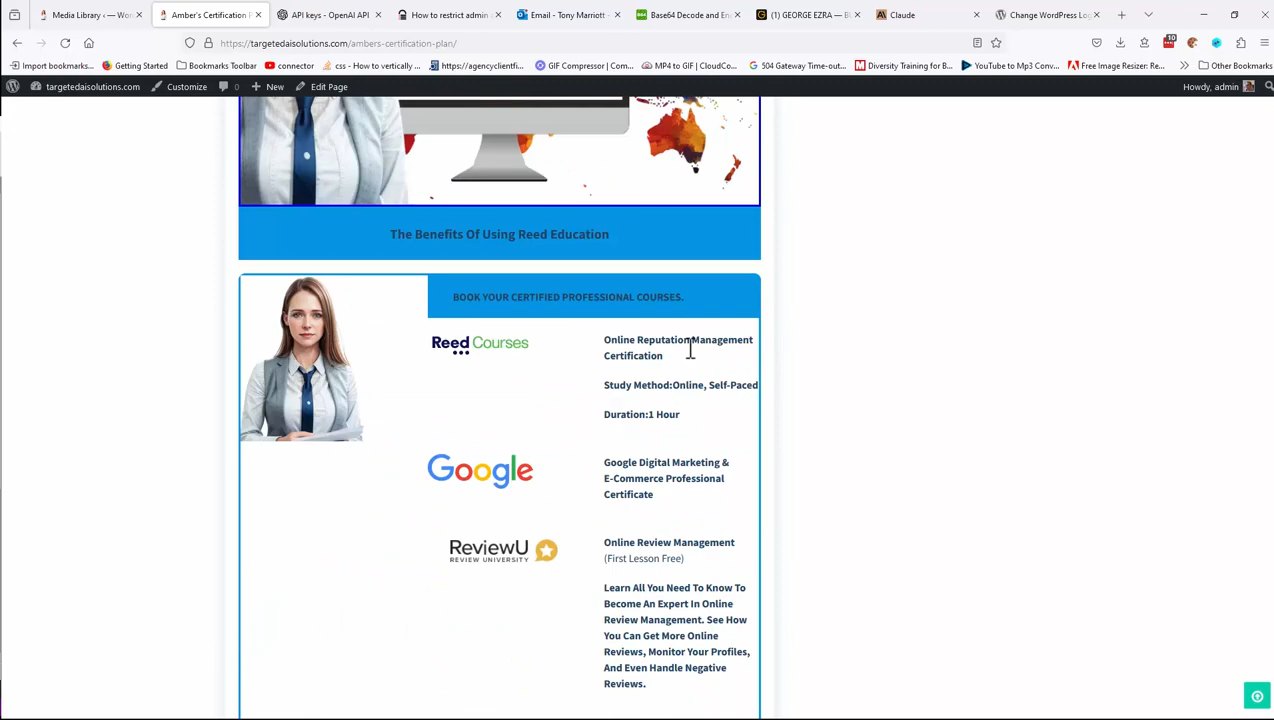 Media Library ‹ — Wor
Amber's Certification P
API keys - OpenAI API
How to restrict admin
Email - Tony Marriott
Base64 Decode and En
(1) GEORGE EZRA — B
Claude
Change WordPress Log
https://targetedaisolutions.com/ambers-certification-plan/
Import bookmarks...
Getting Started
Bookmarks Toolbar
connector
css - How to verticall...
https://agencyclientfi...
GIF Compressor | Com...
MP4 to GIF | CloudCo...
504 Gateway Time-out...
Diversity Training for B...
YouTube to Mp3 Conv...
Free Image Resizer: Re...
Other Bookmarks
10
targetedaisolutions.com
Customize
0
New
Edit Page
Howdy, admin
The Benefits Of Using Reed Education
BOOK YOUR CERTIFIED PROFESSIONAL COURSES.
Reed Courses
Online Reputation Management
Certification
Study Method:Online, Self-Paced
Duration:1 Hour
Google
Google Digital Marketing &
E-Commerce Professional
Certificate
ReviewU
REVIEW UNIVERSITY
Online Review Management
(First Lesson Free)
Learn All You Need To Know To
Become An Expert In Online
Review Management. See How
You Can Get More Online
Reviews, Monitor Your Profiles,
And Even Handle Negative
Reviews.